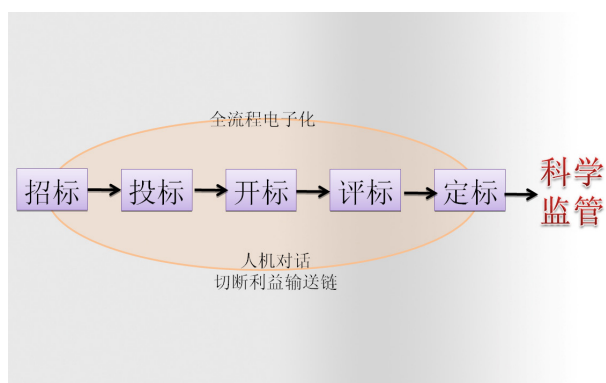 全流程电子化
招标
投标
开标
评标
定标
科学
监管
人机对话
切断利益输送链